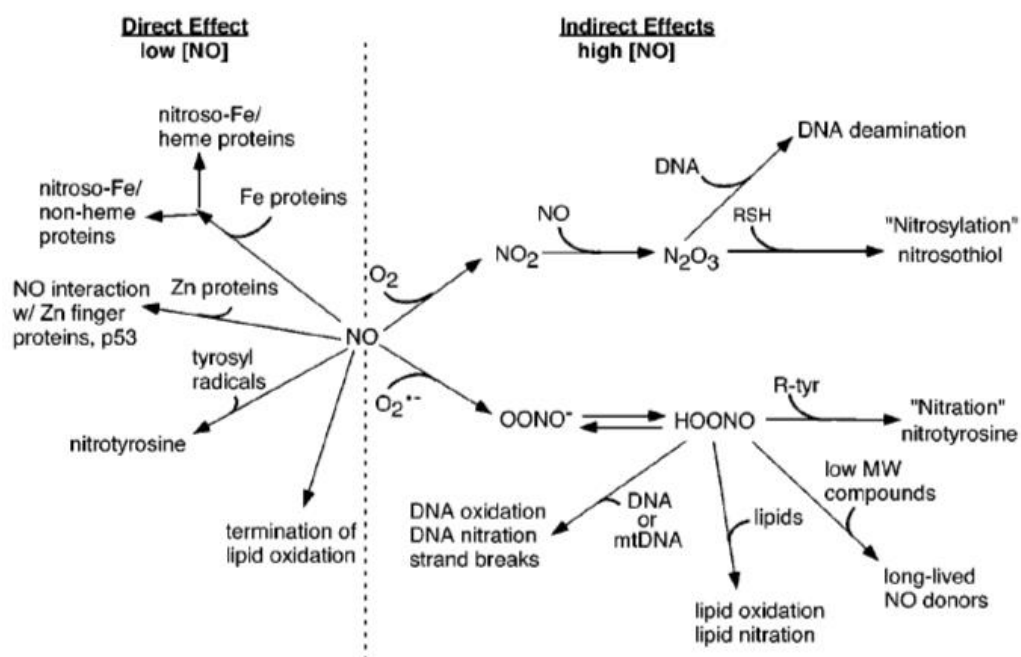 Direct Effect
low [NO]
Indirect Effects
high [NO]
nitroso-Fe/
heme proteins
nitroso-Fe/
non-heme
proteins
Fe proteins
NO interaction
w/ Zn finger
proteins, p53
Zn proteins
tyrosyl
radicals
nitrotyrosine
termination of
lipid oxidation
NO
O₂
NO₂
NO
N₂O₃
DNA
DNA deamination
RSH
"Nitrosylation"
nitrosothiol
O₂•-
OONO⁻
HOONO
R-tyr
"Nitration"
nitrotyrosine
DNA oxidation
DNA nitration
strand breaks
DNA
or
mtDNA
lipids
lipid oxidation
lipid nitration
low MW
compounds
long-lived
NO donors